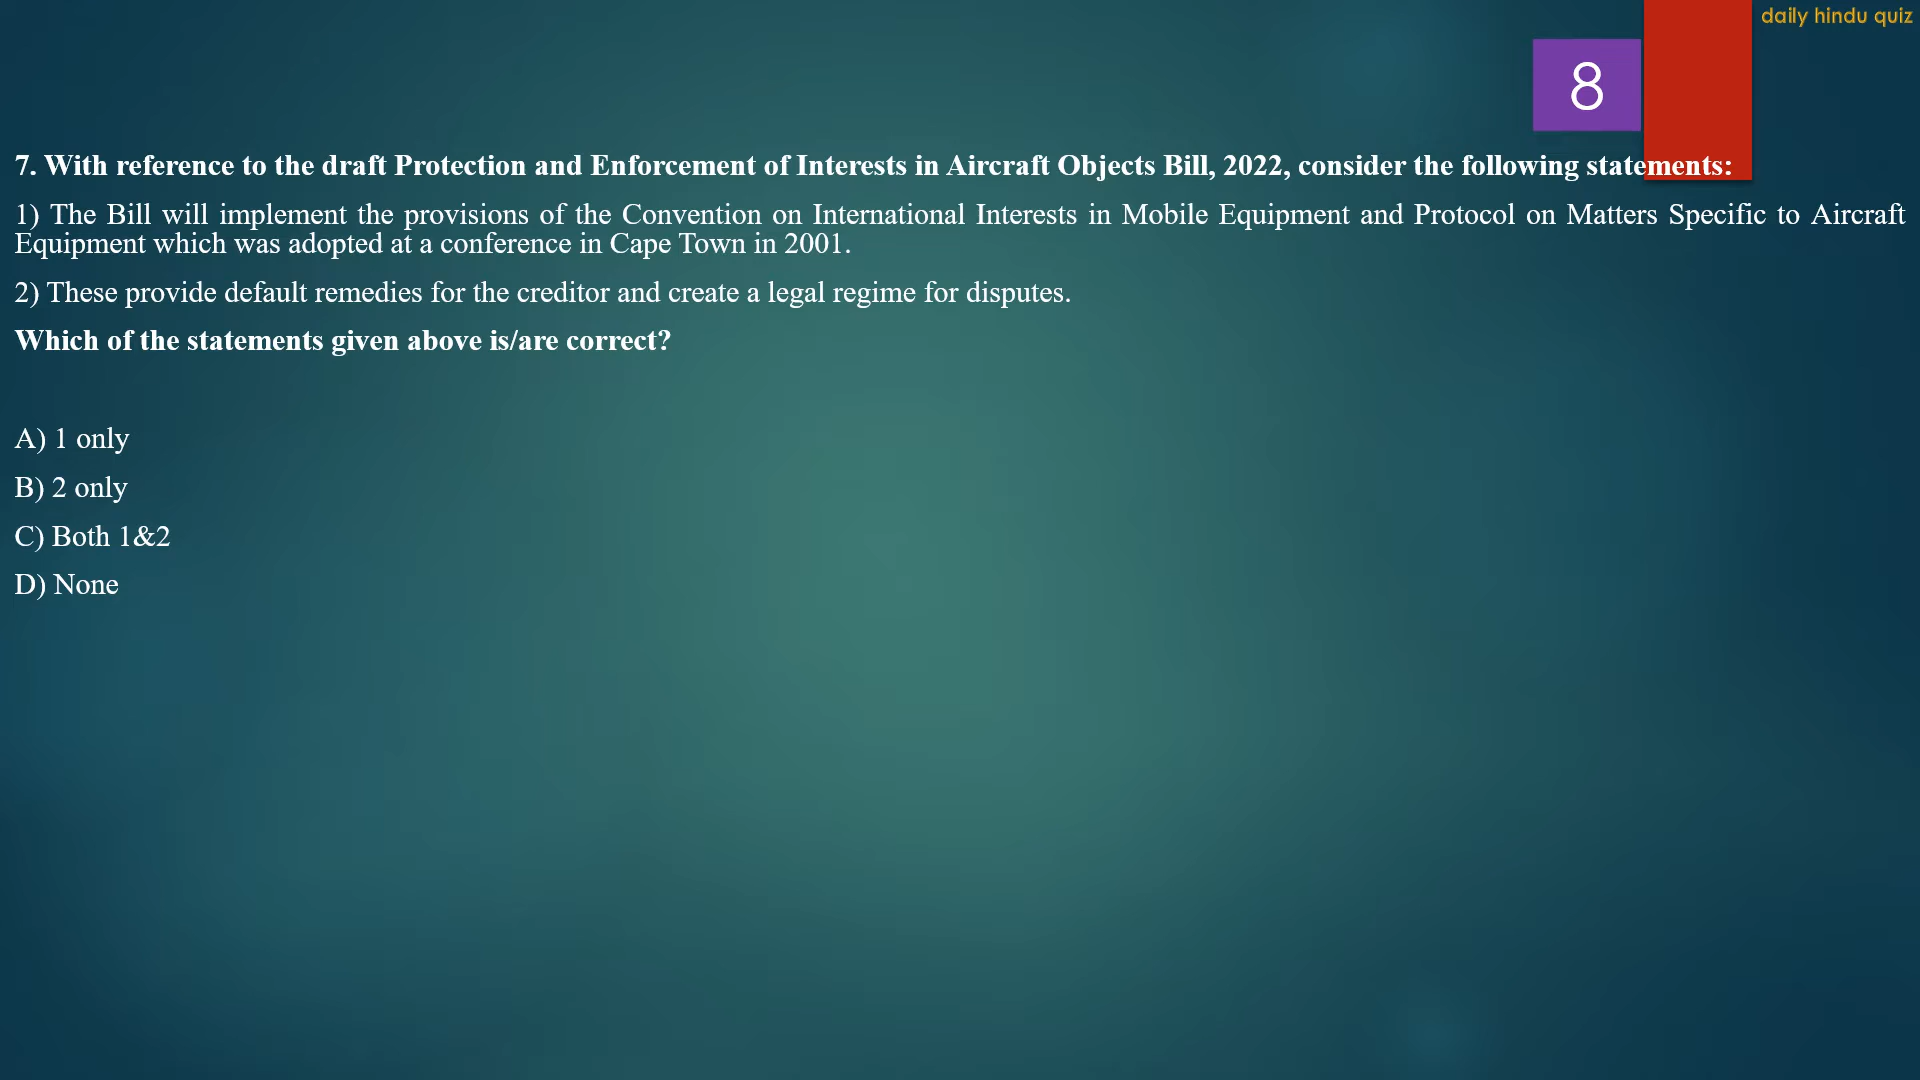 daily hindu quiz
8
7. With reference to the draft Protection and Enforcement of Interests in Aircraft Objects Bill, 2022, consider the following statements:
1) The Bill will implement the provisions of the Convention on International Interests in Mobile Equipment and Protocol on Matters Specific to Aircraft
Equipment which was adopted at a conference in Cape Town in 2001.
2) These provide default remedies for the creditor and create a legal regime for disputes.
Which of the statements given above is/are correct?
A) 1 only
B) 2 only
C) Both 1&2
D) None